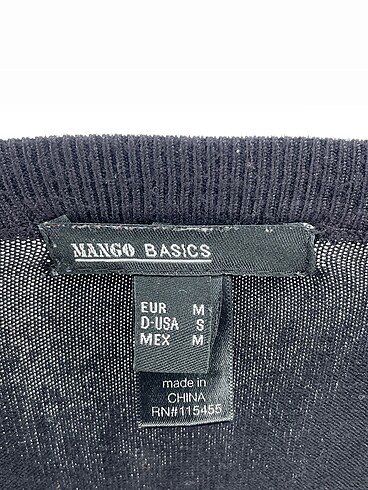 MANGO BASICS
EUR M
D-USA S
MEX M
made in
CHINA
RN#115455